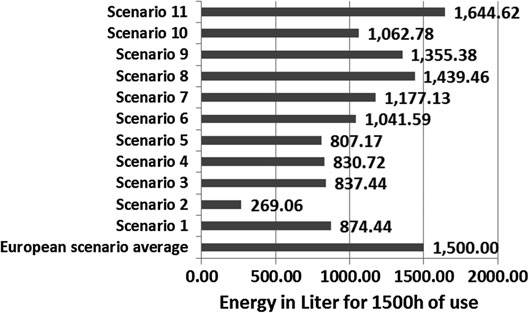 Scenario 11 1,644.62
Scenario 10 1,062.78
Scenario 9 1,355.38
Scenario 8 1,439.46
Scenario 7 1,177.13
Scenario 6 1,041.59
Scenario 5 807.17
Scenario 4 830.72
Scenario 3 837.44
Scenario 2 269.06
Scenario 1 874.44
European scenario average 1,500.00
0.00 500.00 1000.00 1500.00 2000.00
Energy in Liter for 1500h of use